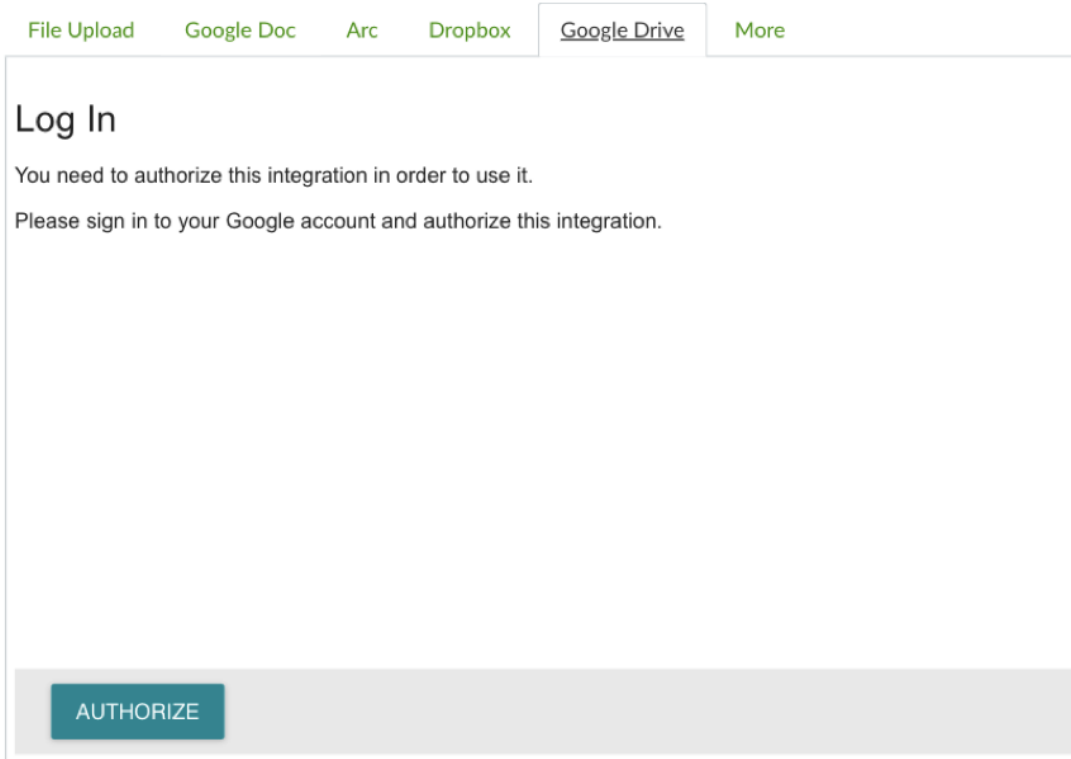 File Upload Google Doc Arc Dropbox Google Drive More
Log In
You need to authorize this integration in order to use it.
Please sign in to your Google account and authorize this integration.
AUTHORIZE